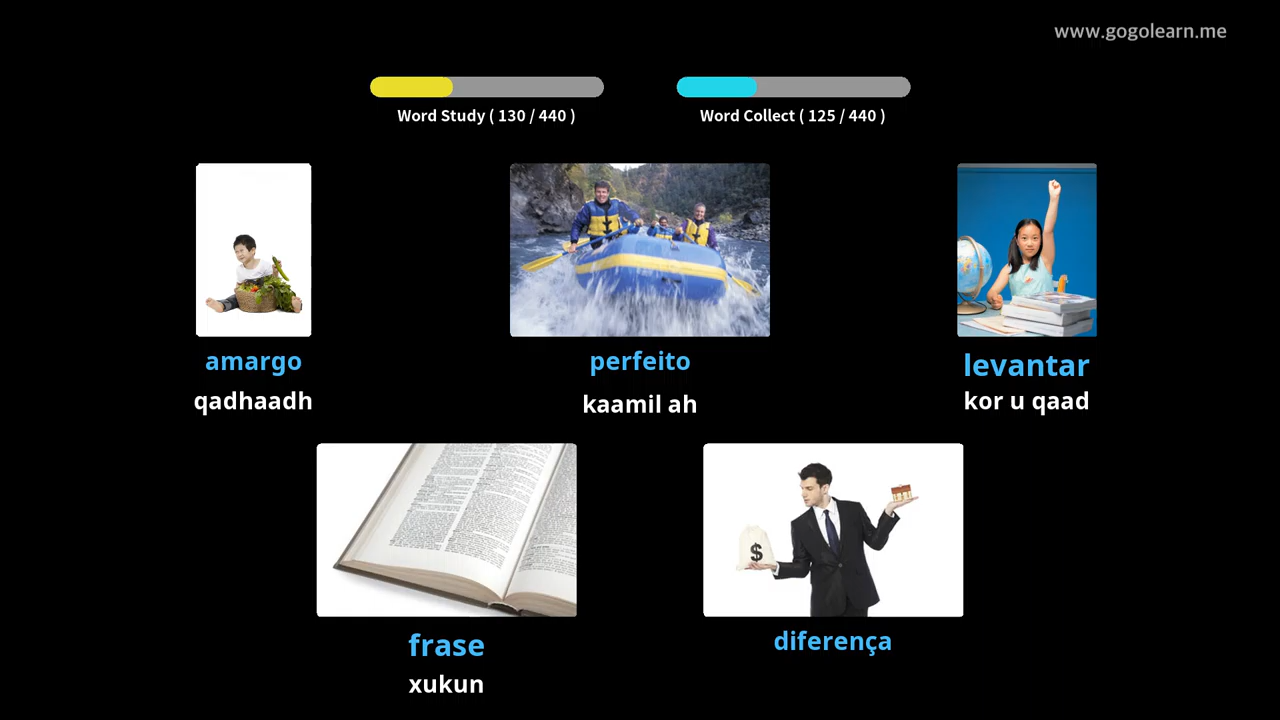 www.gogolearn.me
Word Study ( 130 / 440 )
Word Collect ( 125 / 440 )
amargo
qadhaadh
perfeito
kaamil ah
levantar
kor u qaad
$
frase
xukun
diferença